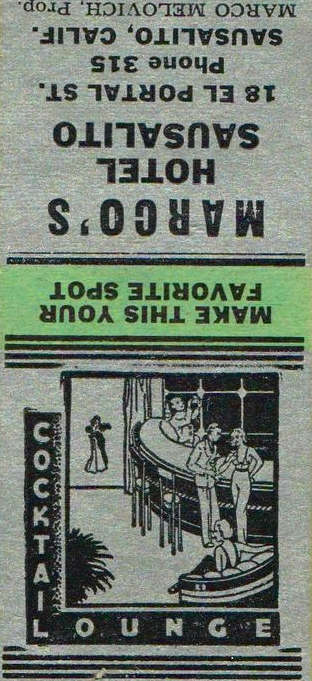 MARCO'S
HOTEL
SAUSALITO
18 EL PORTAL ST.
Phone 315
SAUSALITO, CALIF.
MARCO MELOVICH, Prop.
MAKE THIS YOUR
FAVORITE SPOT
COCKTAIL
LOUNGE